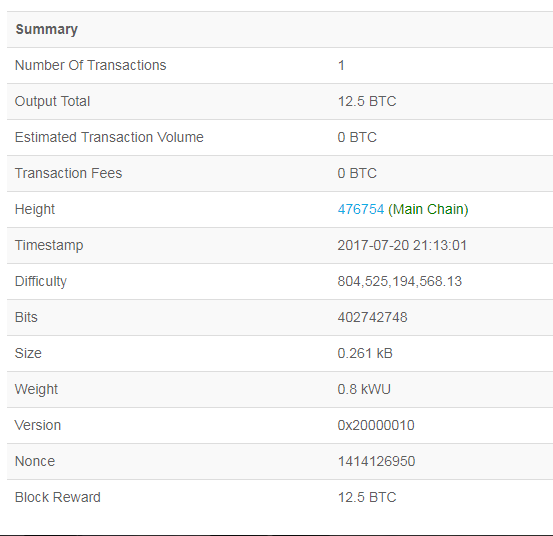 Summary
Number Of Transactions 1
Output Total 12.5 BTC
Estimated Transaction Volume 0 BTC
Transaction Fees 0 BTC
Height 476754 (Main Chain)
Timestamp 2017-07-20 21:13:01
Difficulty 804,525,194,568.13
Bits 402742748
Size 0.261 kB
Weight 0.8 kWU
Version 0x20000010
Nonce 1414126950
Block Reward 12.5 BTC